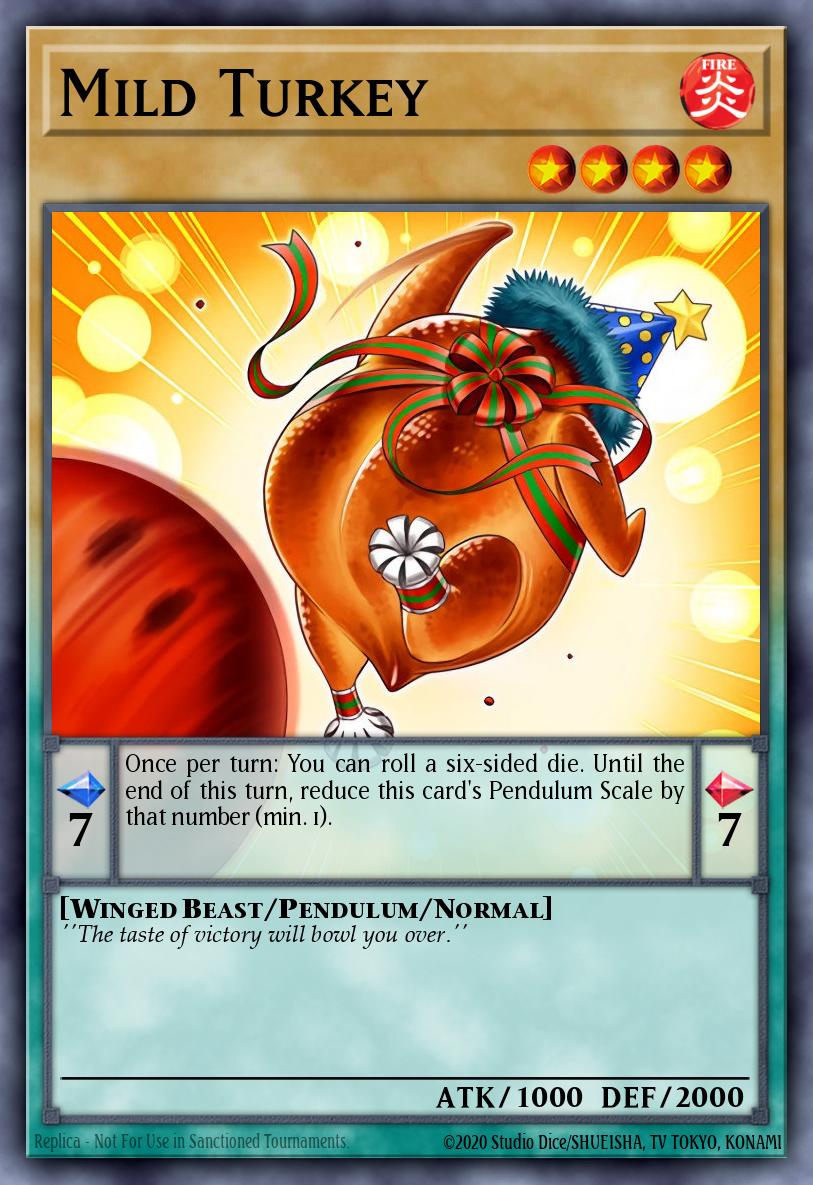 Mild Turkey
FIRE
炎
Once per turn: You can roll a six-sided die. Until the
end of this turn, reduce this card's Pendulum Scale by
that number (min. 1).
7
7
[Winged Beast/Pendulum/Normal]
''The taste of victory will bowl you over.''
ATK/1000 DEF/2000
Replica - Not For Use in Sanctioned Tournaments.
©2020 Studio Dice/SHUEISHA, TV TOKYO, KONAMI